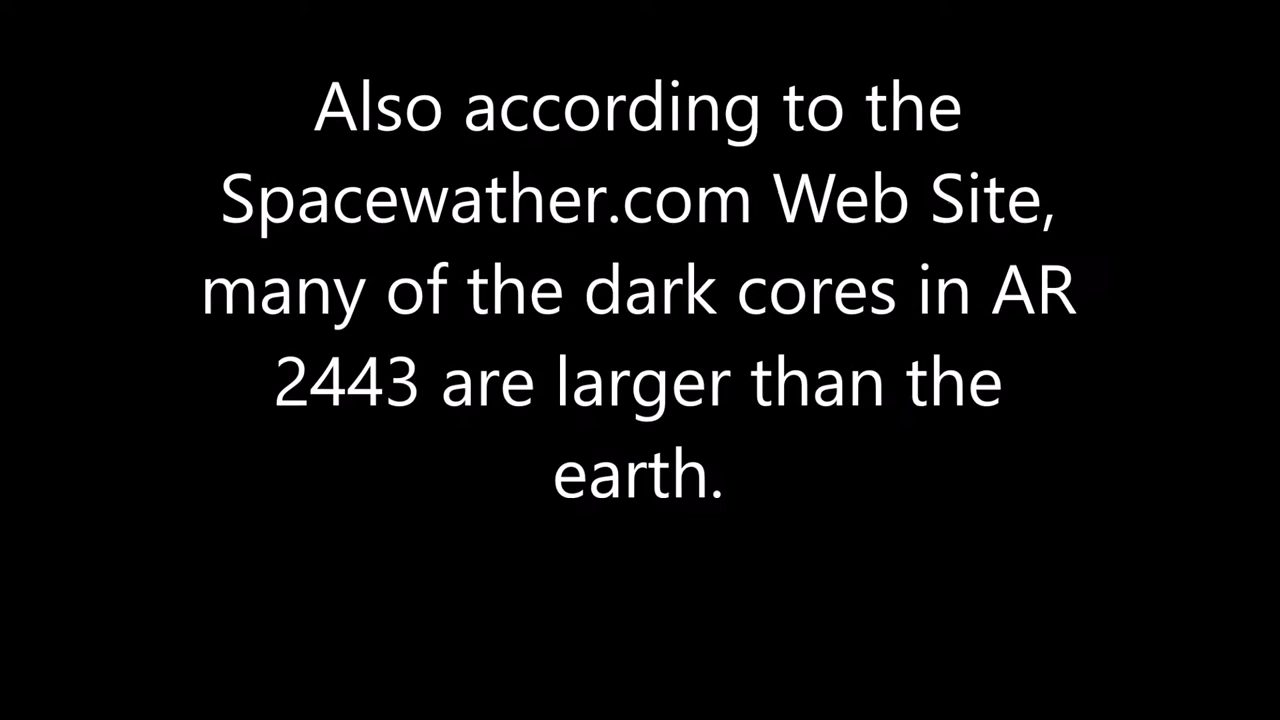 Also according to the
Spacewather.com Web Site,
many of the dark cores in AR
2443 are larger than the
earth.